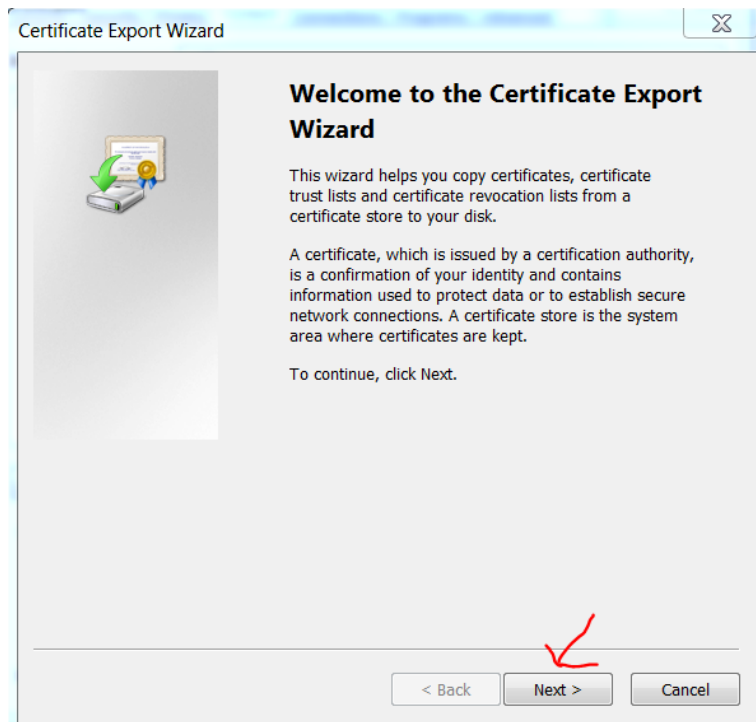 Certificate Export Wizard
Welcome to the Certificate Export
Wizard
This wizard helps you copy certificates, certificate
trust lists and certificate revocation lists from a
certificate store to your disk.
A certificate, which is issued by a certification authority,
is a confirmation of your identity and contains
information used to protect data or to establish secure
network connections. A certificate store is the system
area where certificates are kept.
To continue, click Next.
< Back
Next >
Cancel